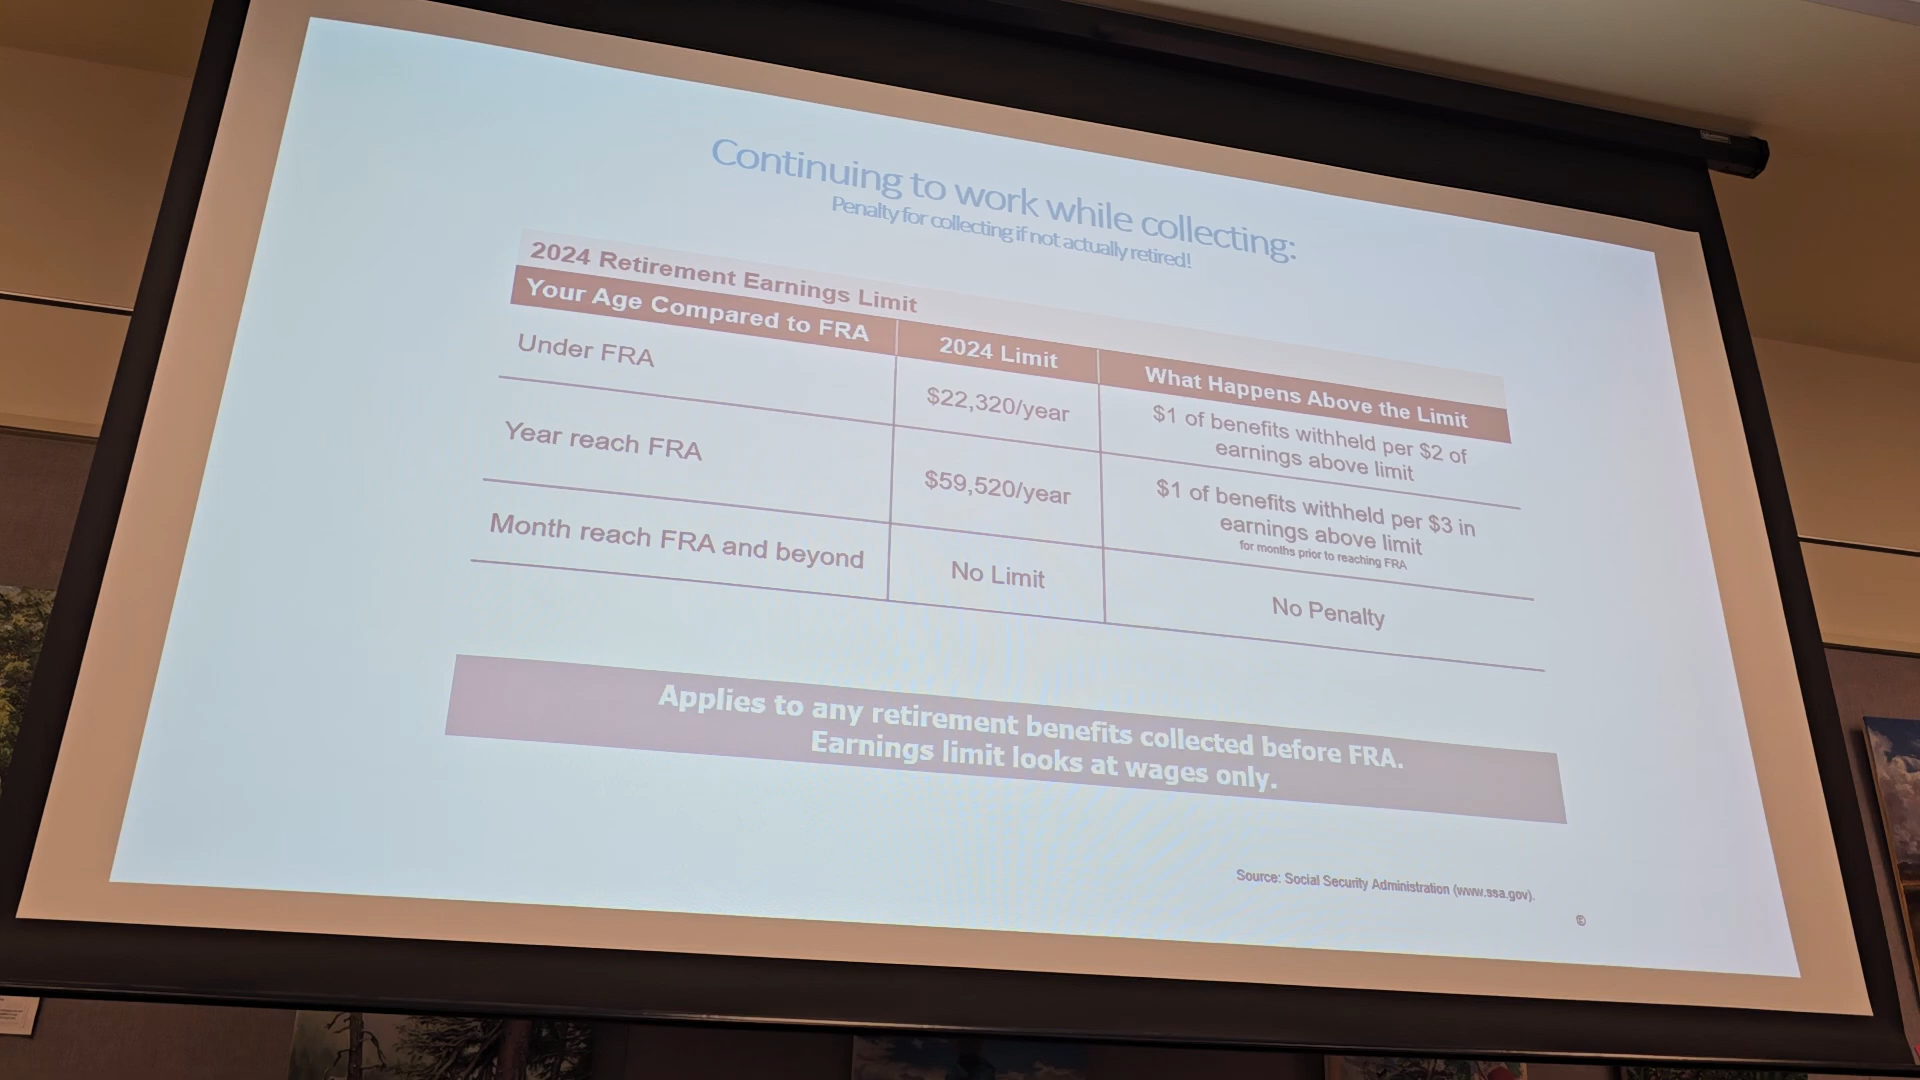 Continuing to work while collecting:
Penalty for collecting if not actually retired!
2024 Retirement Earnings Limit
Your Age Compared to FRA
2024 Limit
What Happens Above the Limit
Under FRA
$22,320/year
$1 of benefits withheld per $2 of
earnings above limit
Year reach FRA
$59,520/year
$1 of benefits withheld per $3 in
earnings above limit
for months prior to reaching FRA
Month reach FRA and beyond
No Limit
No Penalty
Applies to any retirement benefits collected before FRA.
Earnings limit looks at wages only.
Source: Social Security Administration (www.ssa.gov).
©